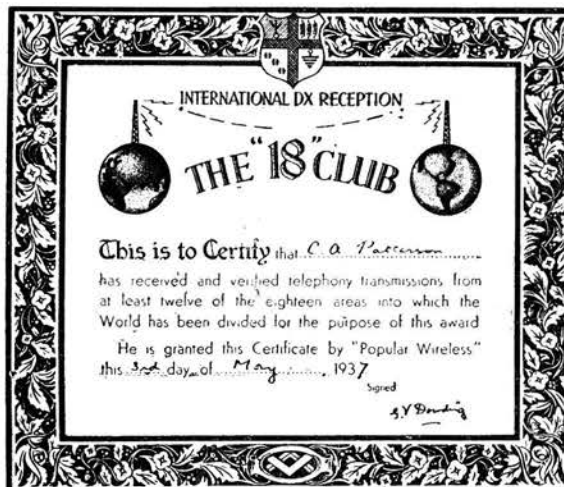 INTERNATIONAL DX RECEPTION
THE "18" CLUB
This is to Certify that C. A. Patterson
has received and verified telephony transmissions from
at least twelve of the eighteen areas into which the
World has been divided for the purpose of this award
He is granted this Certificate by "Popular Wireless"
this 3rd day of May 1937
Signed
G. V. Dowding